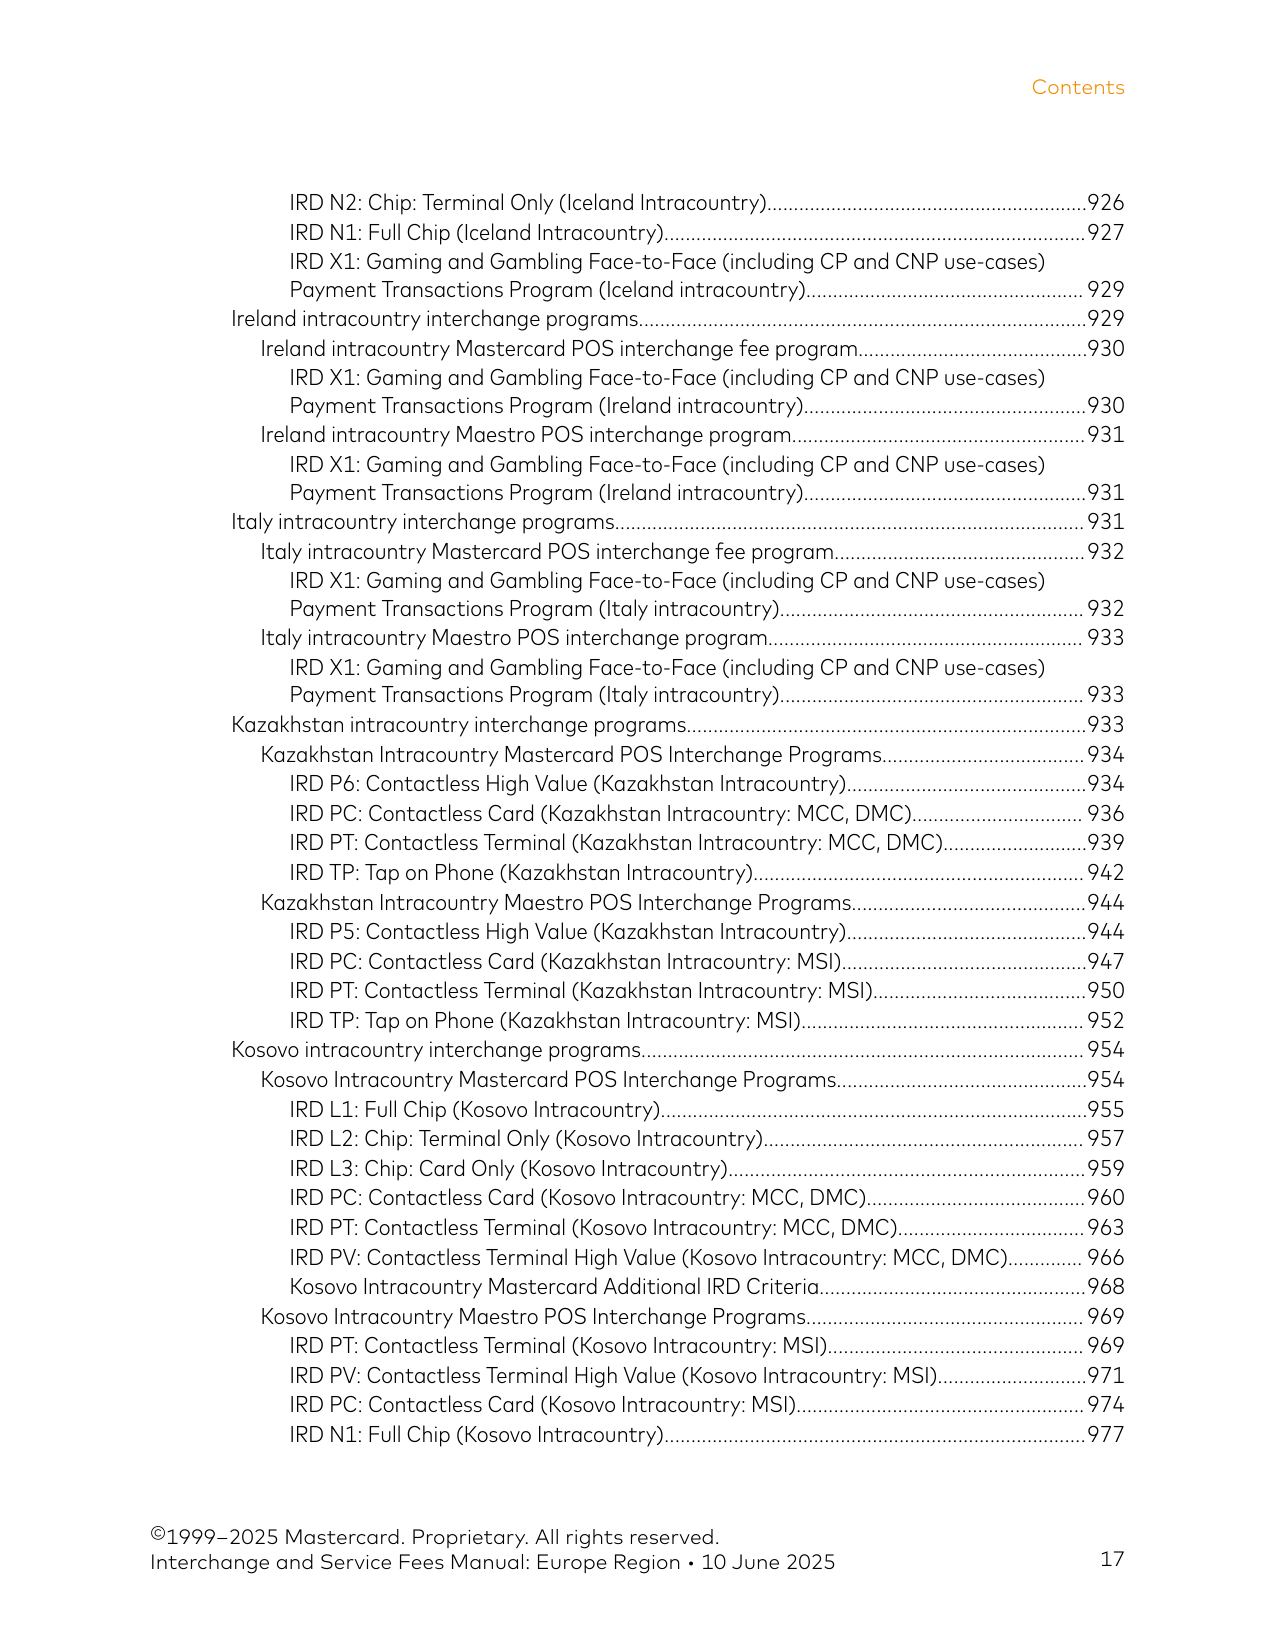 Contents
IRD N2: Chip: Terminal Only (Iceland Intracountry)............................................................926
IRD N1: Full Chip (Iceland Intracountry)...............................................................................927
IRD X1: Gaming and Gambling Face-to-Face (including CP and CNP use-cases)
Payment Transactions Program (Iceland intracountry)....................................................929
Ireland intracountry interchange programs....................................................................................929
Ireland intracountry Mastercard POS interchange fee program...........................................930
IRD X1: Gaming and Gambling Face-to-Face (including CP and CNP use-cases)
Payment Transactions Program (Ireland intracountry).....................................................930
Ireland intracountry Maestro POS interchange program.......................................................931
IRD X1: Gaming and Gambling Face-to-Face (including CP and CNP use-cases)
Payment Transactions Program (Ireland intracountry).....................................................931
Italy intracountry interchange programs........................................................................................931
Italy intracountry Mastercard POS interchange fee program...............................................932
IRD X1: Gaming and Gambling Face-to-Face (including CP and CNP use-cases)
Payment Transactions Program (Italy intracountry).........................................................932
Italy intracountry Maestro POS interchange program...........................................................933
IRD X1: Gaming and Gambling Face-to-Face (including CP and CNP use-cases)
Payment Transactions Program (Italy intracountry).........................................................933
Kazakhstan intracountry interchange programs...........................................................................933
Kazakhstan Intracountry Mastercard POS Interchange Programs......................................934
IRD P6: Contactless High Value (Kazakhstan Intracountry).............................................934
IRD PC: Contactless Card (Kazakhstan Intracountry: MCC, DMC)................................936
IRD PT: Contactless Terminal (Kazakhstan Intracountry: MCC, DMC)...........................939
IRD TP: Tap on Phone (Kazakhstan Intracountry)..............................................................942
Kazakhstan Intracountry Maestro POS Interchange Programs............................................944
IRD P5: Contactless High Value (Kazakhstan Intracountry).............................................944
IRD PC: Contactless Card (Kazakhstan Intracountry: MSI)..............................................947
IRD PT: Contactless Terminal (Kazakhstan Intracountry: MSI)........................................950
IRD TP: Tap on Phone (Kazakhstan Intracountry: MSI).....................................................952
Kosovo intracountry interchange programs...................................................................................954
Kosovo Intracountry Mastercard POS Interchange Programs...............................................954
IRD L1: Full Chip (Kosovo Intracountry)................................................................................955
IRD L2: Chip: Terminal Only (Kosovo Intracountry)............................................................957
IRD L3: Chip: Card Only (Kosovo Intracountry)...................................................................959
IRD PC: Contactless Card (Kosovo Intracountry: MCC, DMC).........................................960
IRD PT: Contactless Terminal (Kosovo Intracountry: MCC, DMC)...................................963
IRD PV: Contactless Terminal High Value (Kosovo Intracountry: MCC, DMC)..............966
Kosovo Intracountry Mastercard Additional IRD Criteria..................................................968
Kosovo Intracountry Maestro POS Interchange Programs....................................................969
IRD PT: Contactless Terminal (Kosovo Intracountry: MSI)................................................969
IRD PV: Contactless Terminal High Value (Kosovo Intracountry: MSI)............................971
IRD PC: Contactless Card (Kosovo Intracountry: MSI)......................................................974
IRD N1: Full Chip (Kosovo Intracountry)...............................................................................977
©1999–2025 Mastercard. Proprietary. All rights reserved.
Interchange and Service Fees Manual: Europe Region • 10 June 2025
17